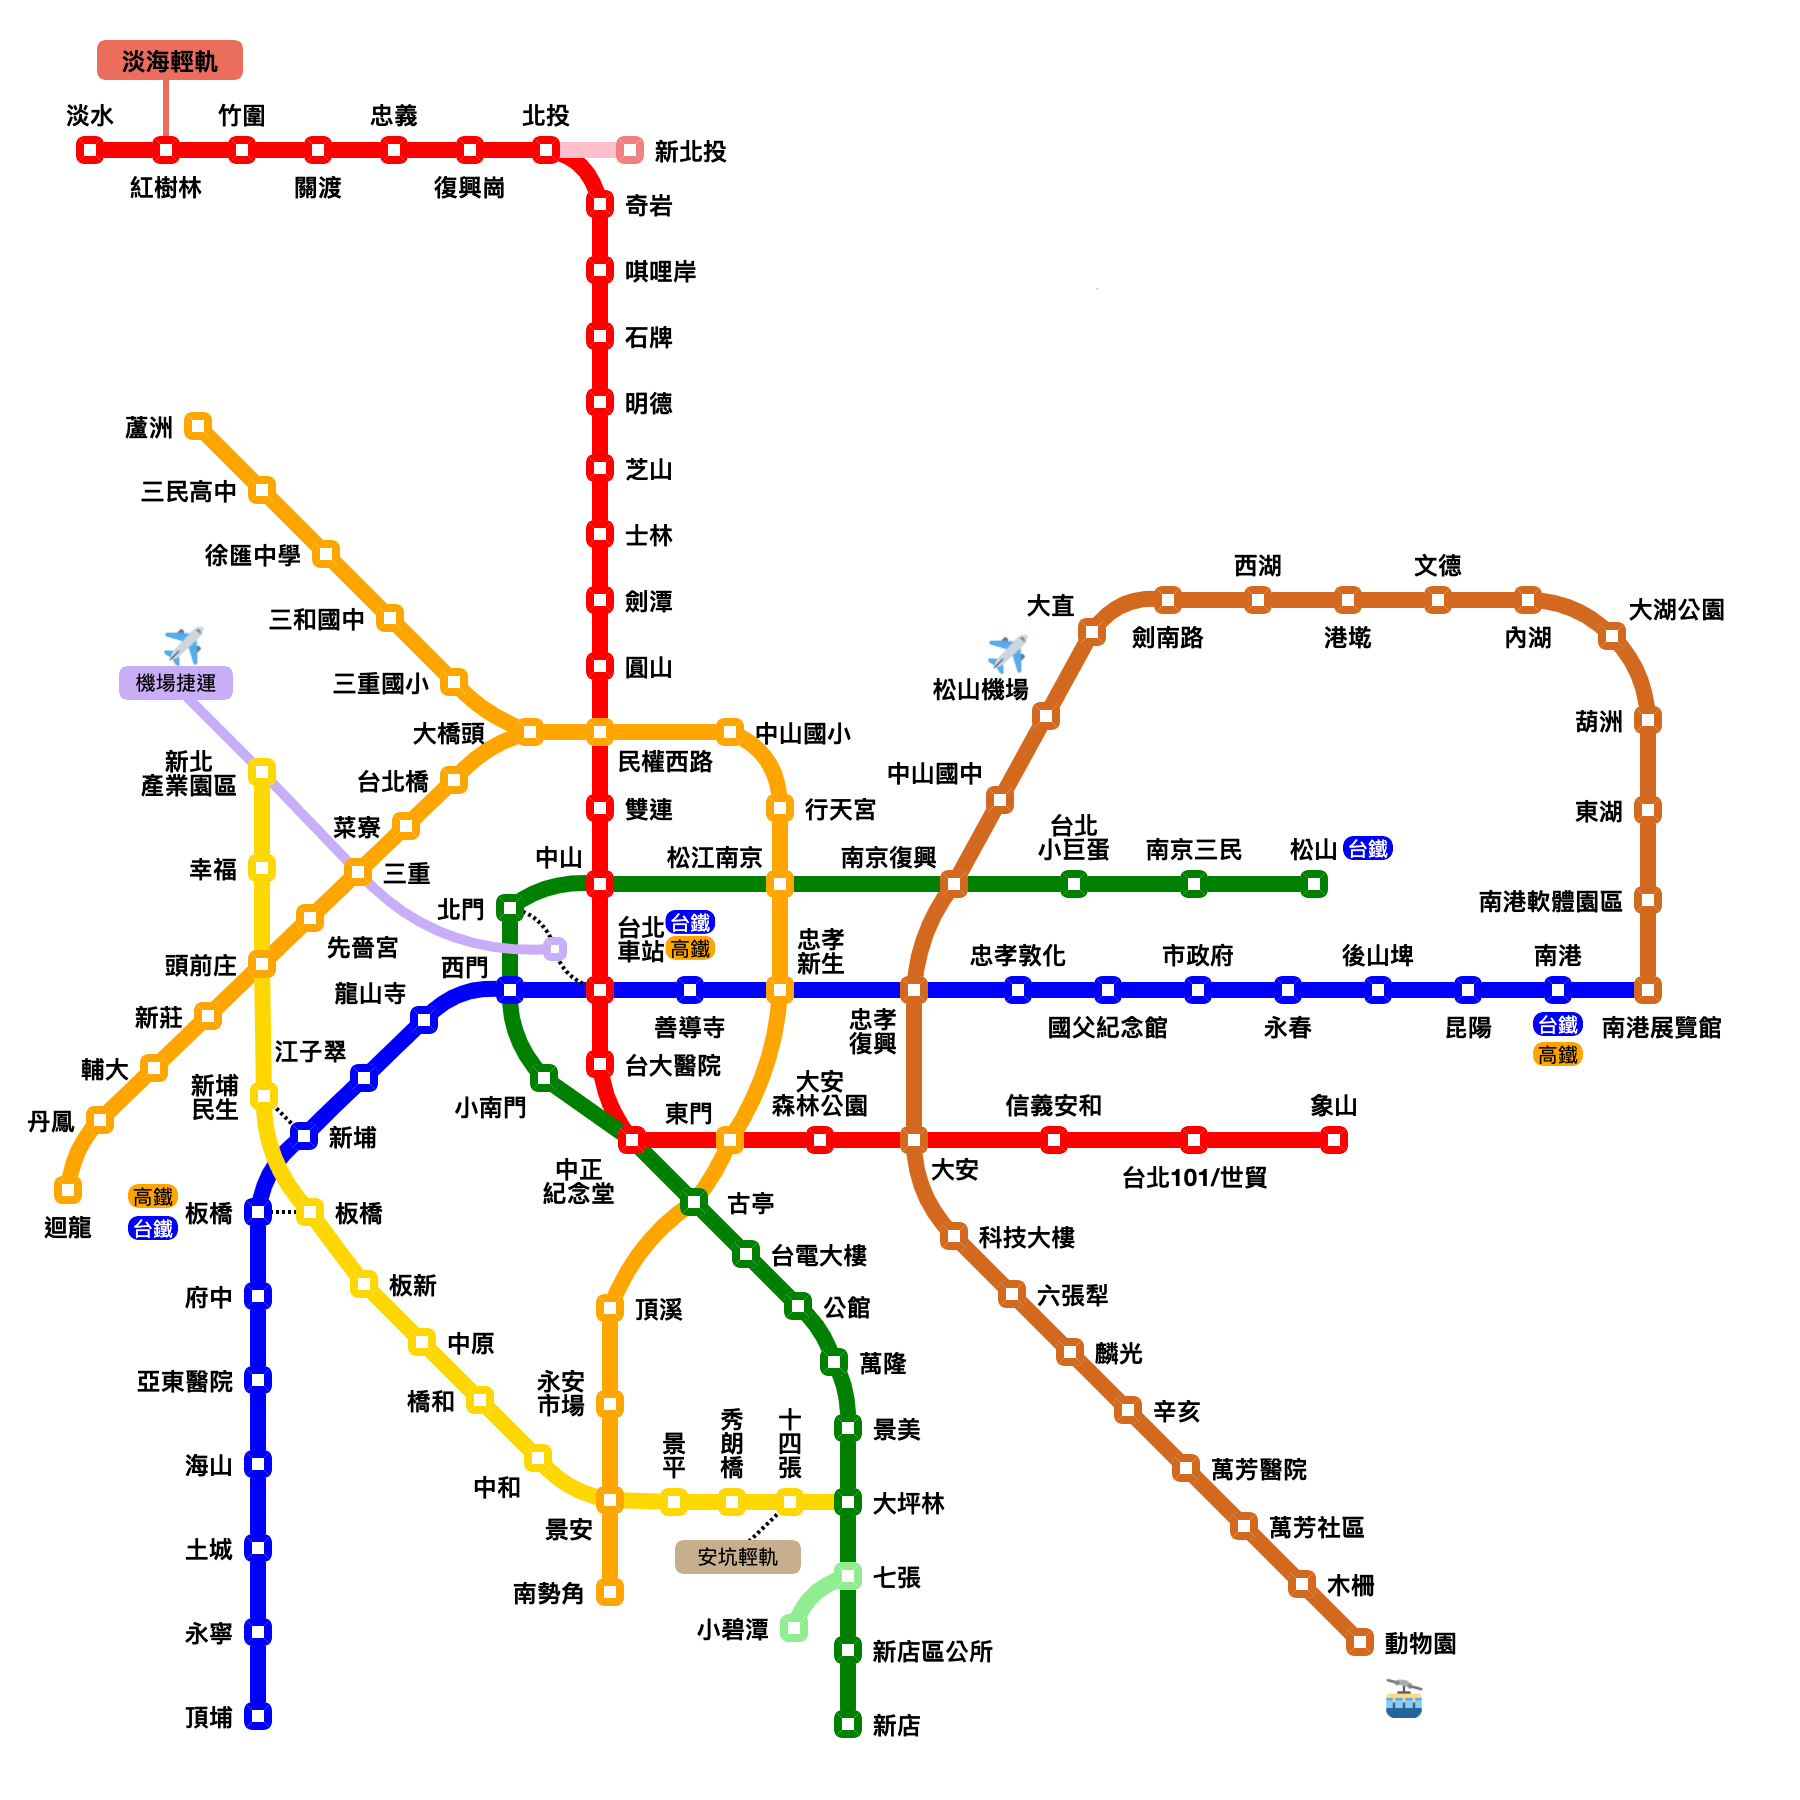 淡海輕軌
淡水
竹圍
忠義
北投
新北投
紅樹林
關渡
復興崗
奇岩
唭哩岸
石牌
明德
芝山
士林
劍潭
圓山
蘆洲
三民高中
徐匯中學
三和國中
三重國小
大橋頭
民權西路
中山國小
機場捷運
新北
產業園區
台北橋
菜寮
三重
先嗇宮
頭前庄
新莊
輔大
丹鳳
迴龍
幸福
雙連
行天宮
中山
松江南京
南京復興
台北
小巨蛋
南京三民
松山
台鐵
北門
台北
車站
台鐵
高鐵
忠孝
新生
西門
龍山寺
江子翠
新埔
民生
新埔
善導寺
忠孝
復興
忠孝敦化
市政府
後山埤
南港
國父紀念館
永春
昆陽
台鐵
高鐵
南港展覽館
大直
西湖
文德
大湖公園
劍南路
港墘
內湖
松山機場
中山國中
葫洲
東湖
南港軟體園區
台大醫院
小南門
東門
大安
森林公園
信義安和
象山
中正
紀念堂
大安
台北101/世貿
高鐵
台鐵
板橋
板橋
府中
亞東醫院
海山
土城
永寧
頂埔
板新
中原
橋和
中和
景安
南勢角
古亭
台電大樓
公館
萬隆
景美
大坪林
七張
新店區公所
新店
小碧潭
頂溪
永安
市場
景平
秀朗橋
十四張
安坑輕軌
科技大樓
六張犁
麟光
辛亥
萬芳醫院
萬芳社區
木柵
動物園